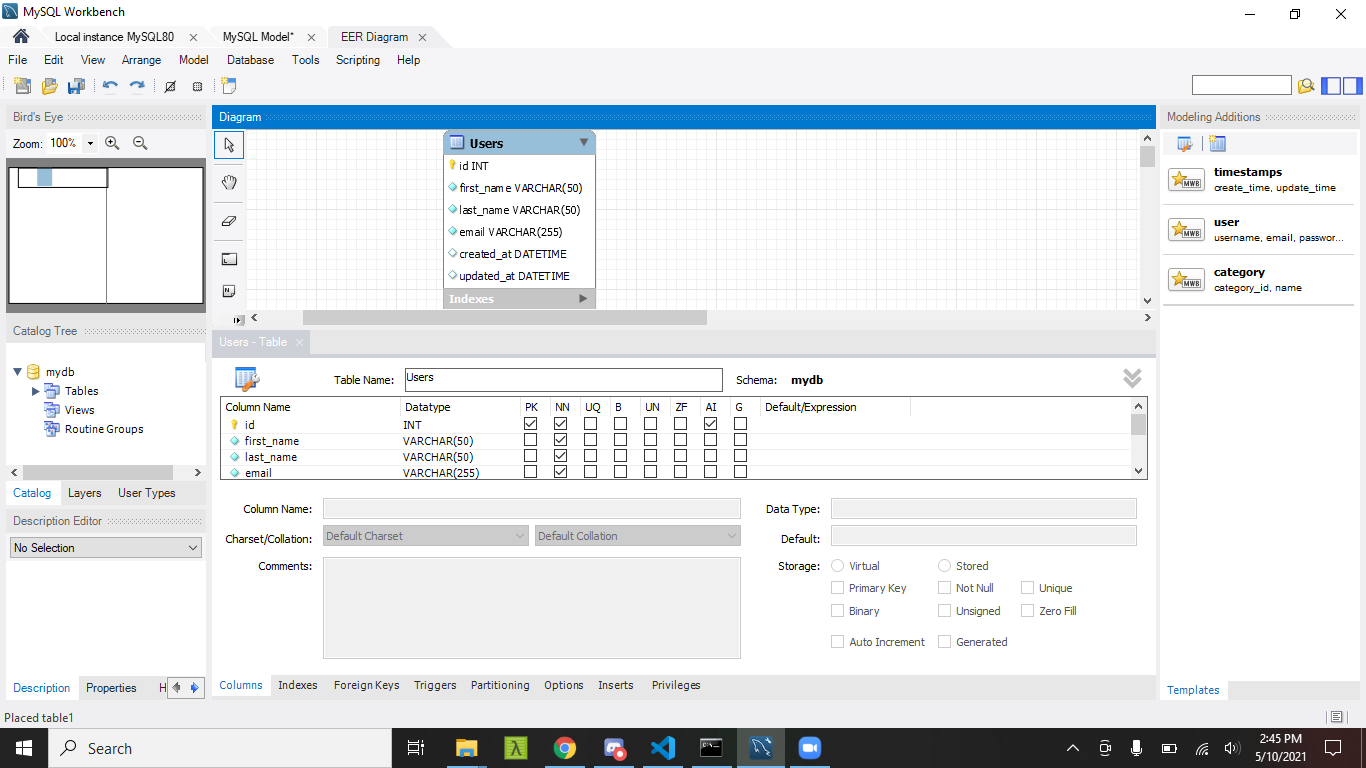 MySQL Workbench
Local instance MySQL80
MySQL Model*
EER Diagram
File Edit View Arrange Model Database Tools Scripting Help
Bird's Eye
Zoom: 100%
Diagram
Users
id INT
first_name VARCHAR(50)
last_name VARCHAR(50)
email VARCHAR(255)
created_at DATETIME
updated_at DATETIME
Indexes
Modeling Additions
timestamps
create_time, update_time
user
username, email, passwor...
category
category_id, name
Catalog Tree
mydb
Tables
Views
Routine Groups
Catalog Layers User Types
Description Editor
No Selection
Description Properties H
Users - Table
Table Name: Users Schema: mydb
Column Name Datatype PK NN UQ B UN ZF AI G Default/Expression
id INT
first_name VARCHAR(50)
last_name VARCHAR(50)
email VARCHAR(255)
Column Name: Data Type:
Charset/Collation: Default Charset Default Collation Default:
Comments: Storage: Virtual Stored
Primary Key Not Null Unique
Binary Unsigned Zero Fill
Auto Increment Generated
Columns Indexes Foreign Keys Triggers Partitioning Options Inserts Privileges
Templates
Placed table1
Search
2:45 PM
5/10/2021